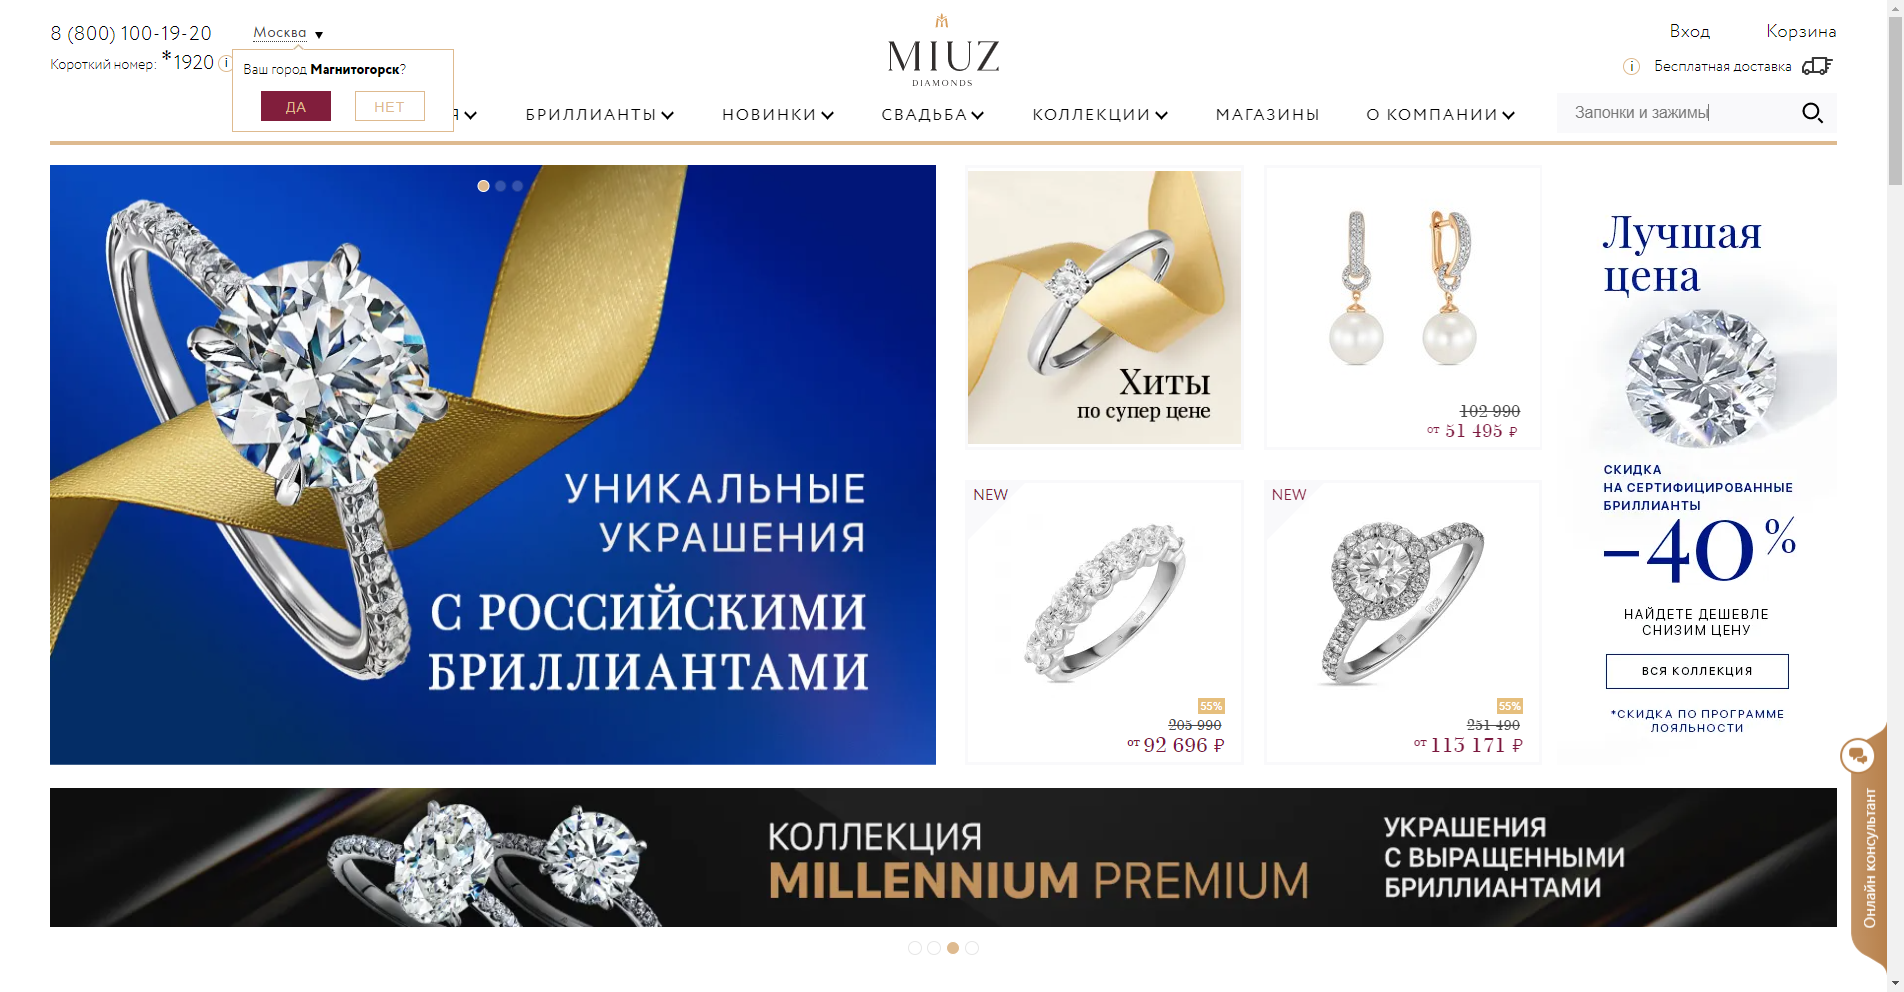 8 (800) 100-19-20
Москва
Короткий номер: *1920
i
Ваш город Магнитогорск?
ДА
НЕТ
MIUZ
DIAMONDS
Вход
Корзина
i
Бесплатная доставка
БРИЛЛИАНТЫ
НОВИНКИ
СВАДЬБА
КОЛЛЕКЦИИ
МАГАЗИНЫ
О КОМПАНИИ
Запонки и зажимы
УНИКАЛЬНЫЕ
УКРАШЕНИЯ
С РОССИЙСКИМИ
БРИЛЛИАНТАМИ
Хиты
по супер цене
102 990
от 51 495 ₽
NEW
55%
205 990
от 92 696 ₽
NEW
55%
251 490
от 113 171 ₽
Лучшая
цена
СКИДКА
НА СЕРТИФИЦИРОВАННЫЕ
БРИЛЛИАНТЫ
–40%
НАЙДЕТЕ ДЕШЕВЛЕ
СНИЗИМ ЦЕНУ
ВСЯ КОЛЛЕКЦИЯ
*СКИДКА ПО ПРОГРАММЕ
ЛОЯЛЬНОСТИ
Онлайн консультант
КОЛЛЕКЦИЯ
MILLENNIUM PREMIUM
УКРАШЕНИЯ
С ВЫРАЩЕННЫМИ
БРИЛЛИАНТАМИ